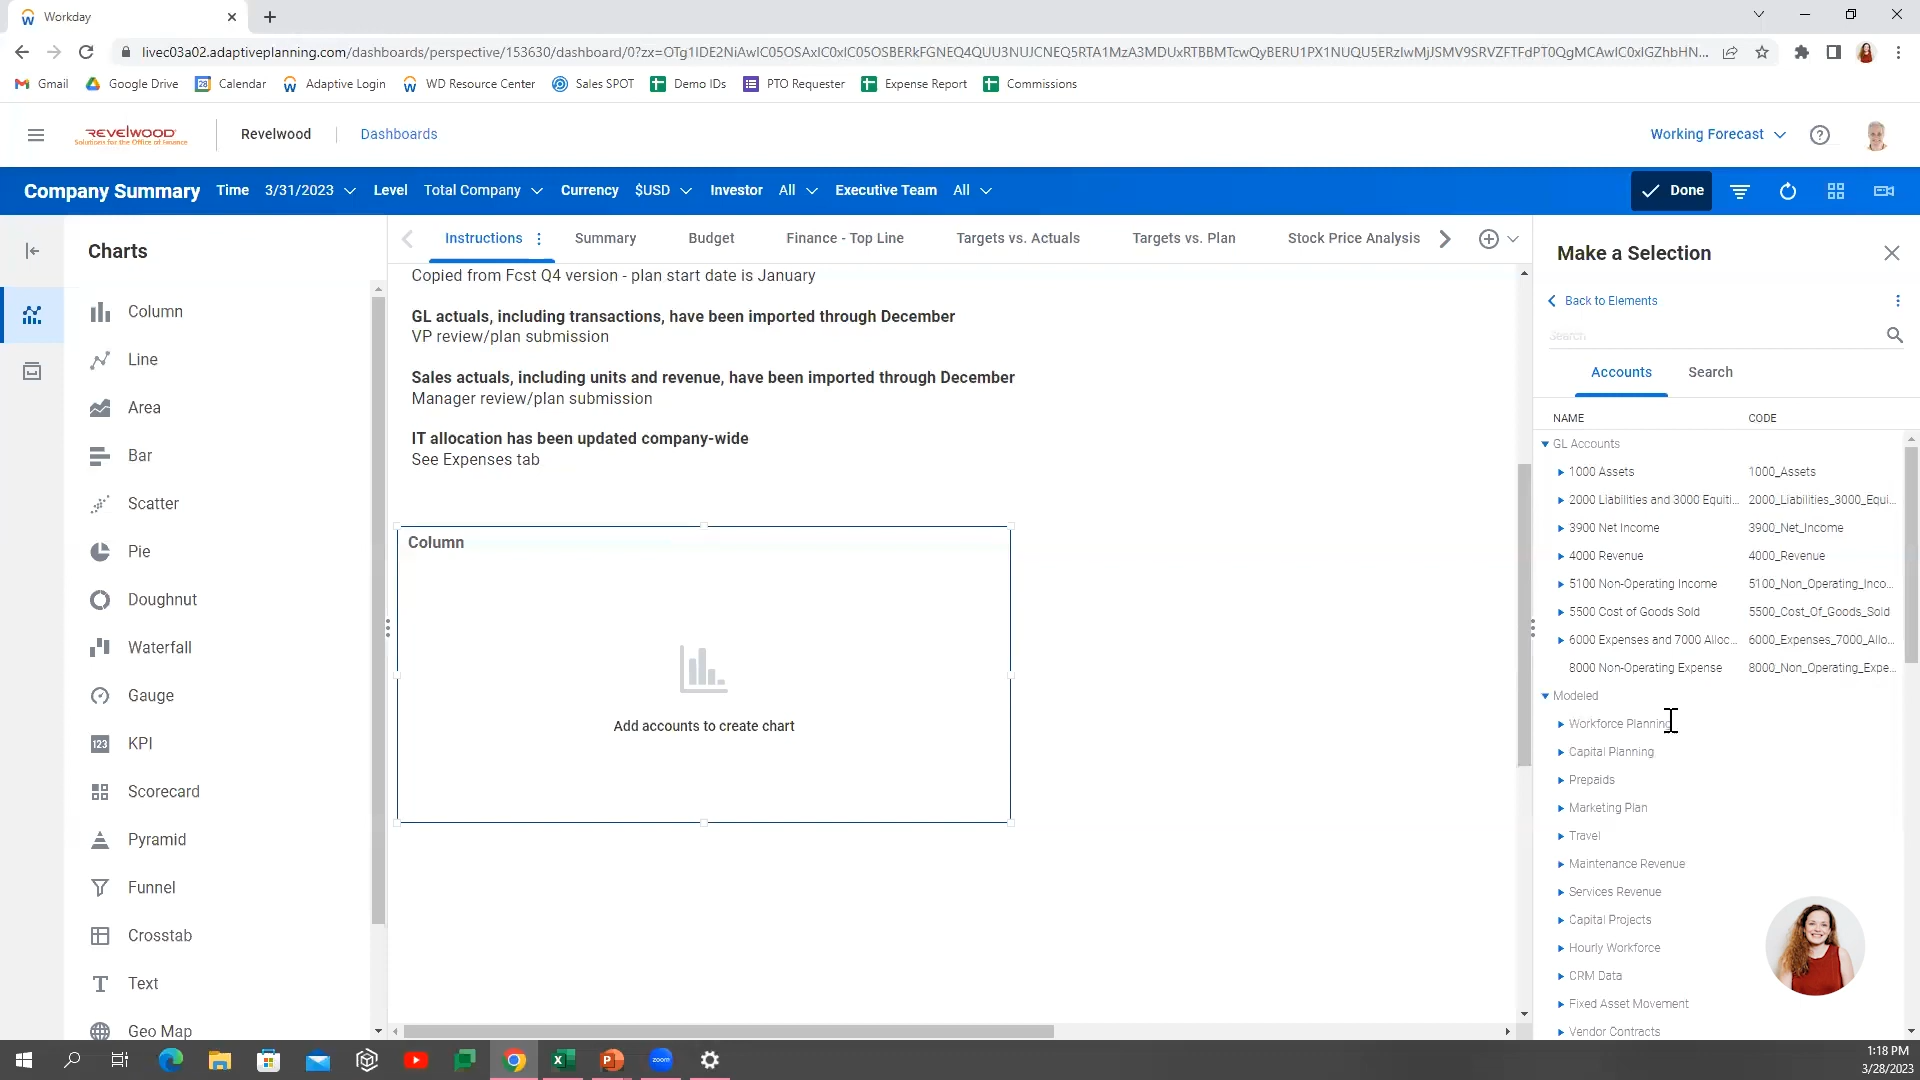 Workday
livec03a02.adaptiveplanning.com/dashboards/perspective/153630/dashboard/0?zx=
Gmail Google Drive Calendar Adaptive Login WD Resource Center Sales SPOT Demo IDs PTO Requester Expense Report Commissions
REVELWOOD
Solutions for the Office of Finance
Revelwood Dashboards Working Forecast
Company Summary Time 3/31/2023 Level Total Company Currency $USD Investor All Executive Team All Done
Charts
Column
Line
Area
Bar
Scatter
Pie
Doughnut
Waterfall
Gauge
123 KPI
Scorecard
Pyramid
Funnel
Crosstab
Text
Geo Map
Instructions Summary Budget Finance - Top Line Targets vs. Actuals Targets vs. Plan Stock Price Analysis
Copied from Fcst Q4 version - plan start date is January
GL actuals, including transactions, have been imported through December
VP review/plan submission
Sales actuals, including units and revenue, have been imported through December
Manager review/plan submission
IT allocation has been updated company-wide
See Expenses tab
Column
Add accounts to create chart
Make a Selection
Back to Elements
Search
Accounts Search
NAME CODE
GL Accounts
1000 Assets 1000_Assets
2000 Liabilities and 3000 Equiti... 2000_Liabilities_3000_Equi...
3900 Net Income 3900_Net_Income
4000 Revenue 4000_Revenue
5100 Non-Operating Income 5100_Non_Operating_Inco...
5500 Cost of Goods Sold 5500_Cost_Of_Goods_Sold
6000 Expenses and 7000 Alloc... 6000_Expenses_7000_Allo...
8000 Non-Operating Expense 8000_Non_Operating_Expe...
Modeled
Workforce Planning
Capital Planning
Prepaids
Marketing Plan
Travel
Maintenance Revenue
Services Revenue
Capital Projects
Hourly Workforce
CRM Data
Fixed Asset Movement
Vendor Contracts
zoom
1:18 PM
3/28/2023